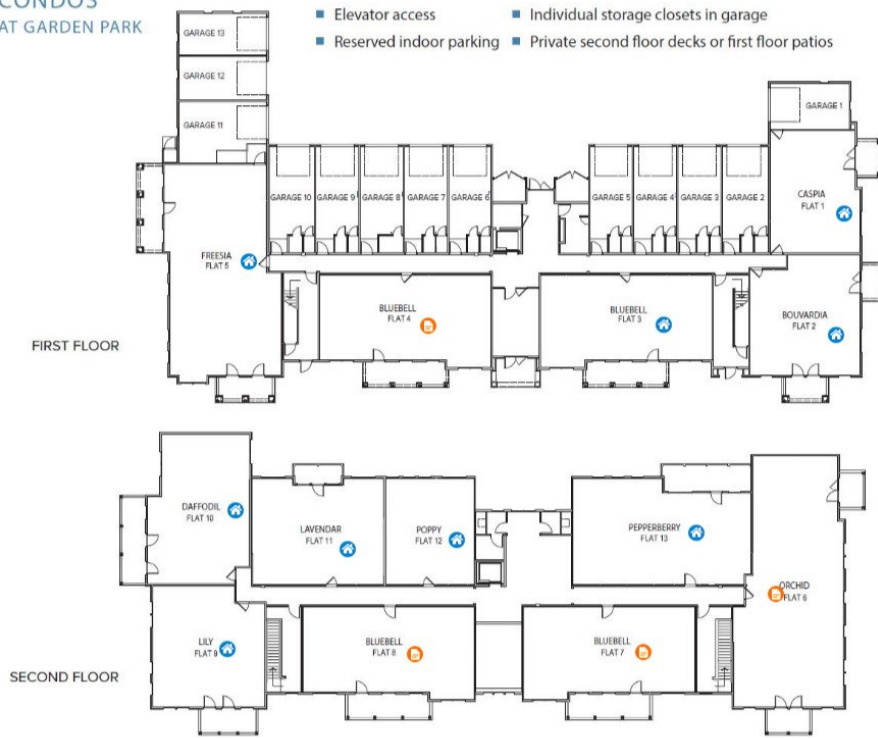 CONDOS
AT GARDEN PARK
■ Elevator access
■ Individual storage closets in garage
■ Reserved indoor parking
■ Private second floor decks or first floor patios
GARAGE 13
GARAGE 12
GARAGE 11
GARAGE 1
GARAGE 10
GARAGE 9
GARAGE 8
GARAGE 7
GARAGE 6
GARAGE 5
GARAGE 4
GARAGE 3
GARAGE 2
CASPIA
FLAT 1
FREESIA
FLAT 5
BLUEBELL
FLAT 4
BLUEBELL
FLAT 3
BOUVARDIA
FLAT 2
FIRST FLOOR
DAFFODIL
FLAT 10
LAVENDAR
FLAT 11
POPPY
FLAT 12
PEPPERBERRY
FLAT 13
ORCHID
FLAT 6
LILY
FLAT 9
BLUEBELL
FLAT 8
BLUEBELL
FLAT 7
SECOND FLOOR